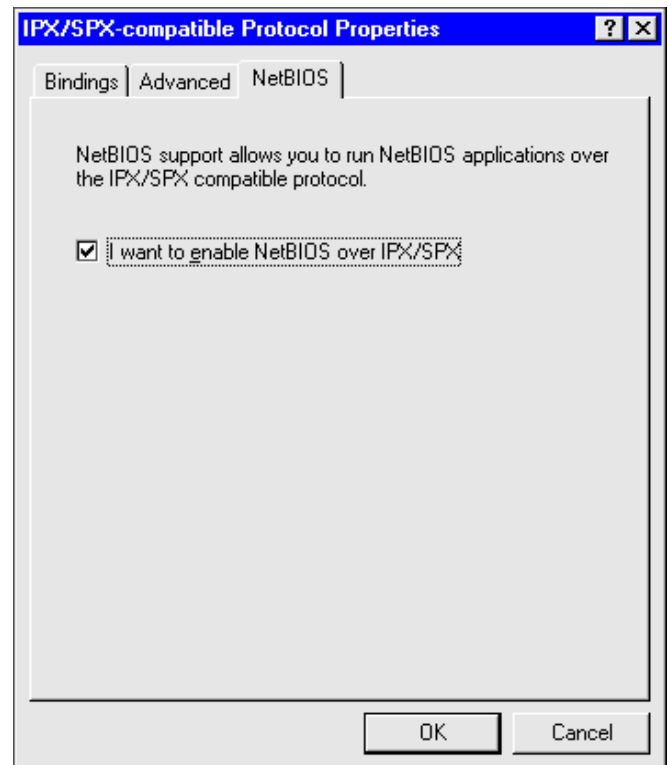 IPX/SPX-compatible Protocol Properties
Bindings Advanced NetBIOS
NetBIOS support allows you to run NetBIOS applications over
the IPX/SPX compatible protocol.
I want to enable NetBIOS over IPX/SPX
OK Cancel